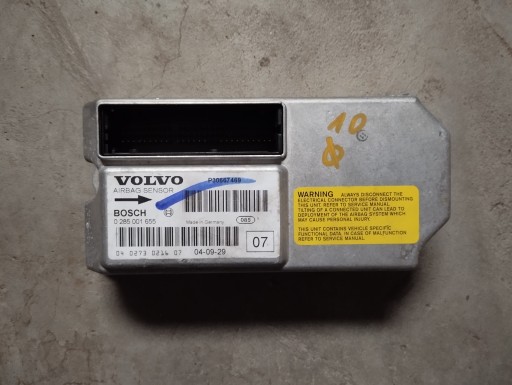 10
VOLVO
P30667469
AIRBAG SENSOR
BOSCH
0 285 001 655
Made in Germany
065
07
04-09-29
WARNING ALWAYS DISCONNECT THE
ELECTRICAL CONNECTOR BEFORE DISMOUNTING
THIS UNIT. REFER TO SERVICE MANUAL.
TILTING OF A CONNECTED UNIT CAN LEAD TO
DEPLOYMENT OF THE AIRBAG SYSTEM WHICH
MAY CAUSE PERSONAL INJURY.
THIS UNIT CONTAINS VEHICLE SPECIFIC
FUNCTIONAL DATA, IN CASE OF MALFUNCTION
REFER TO SERVICE MANUAL.